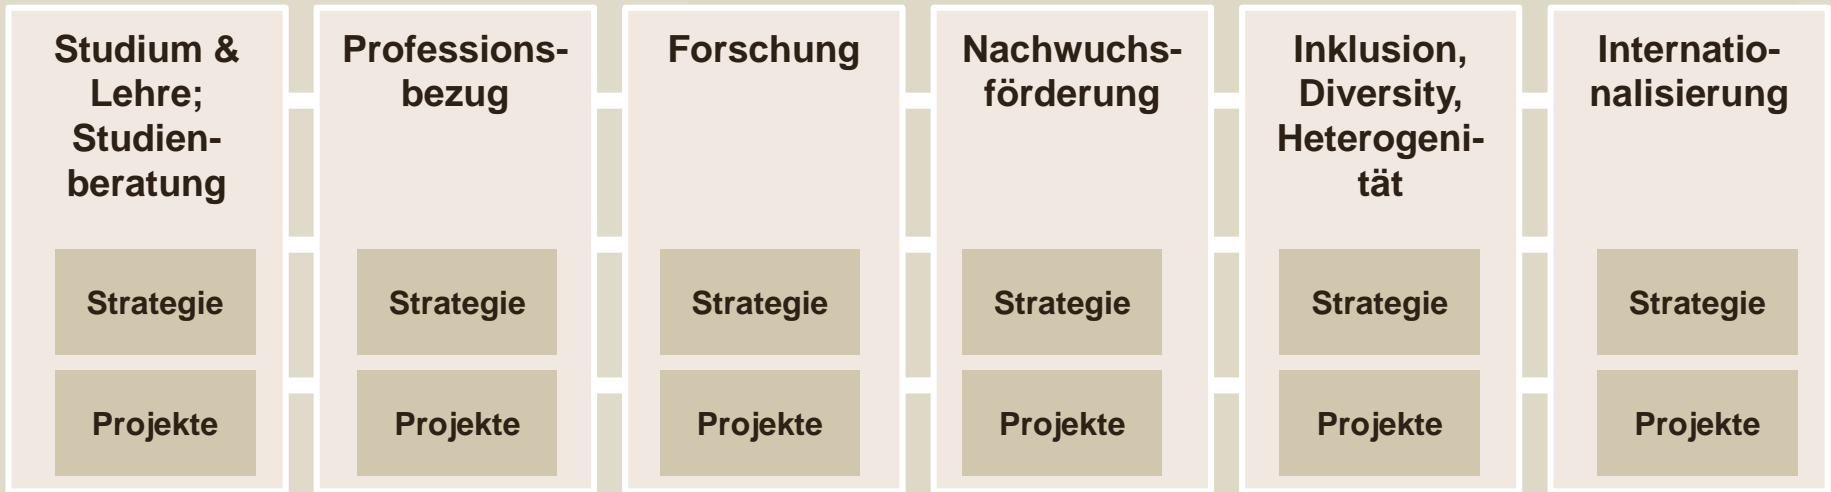 Studium &
Lehre;
Studien-
beratung
Strategie
Projekte
Professions-
bezug
Strategie
Projekte
Forschung
Strategie
Projekte
Nachwuchs-
förderung
Strategie
Projekte
Inklusion,
Diversity,
Heterogeni-
tät
Strategie
Projekte
Internatio-
nalisierung
Strategie
Projekte